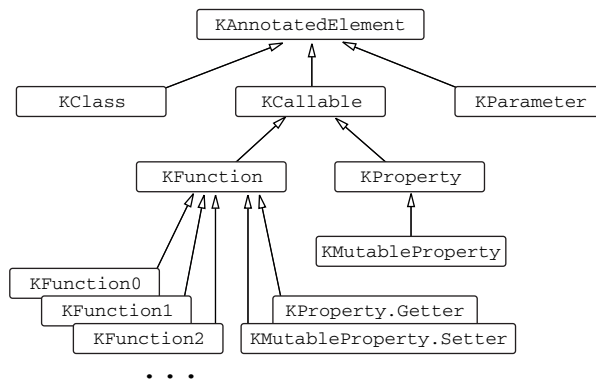 KAnnotatedElement
KClass
KCallable
KParameter
KFunction
KProperty
KMutableProperty
KFunction0
KFunction1
KFunction2
KProperty.Getter
KMutableProperty.Setter
. . .